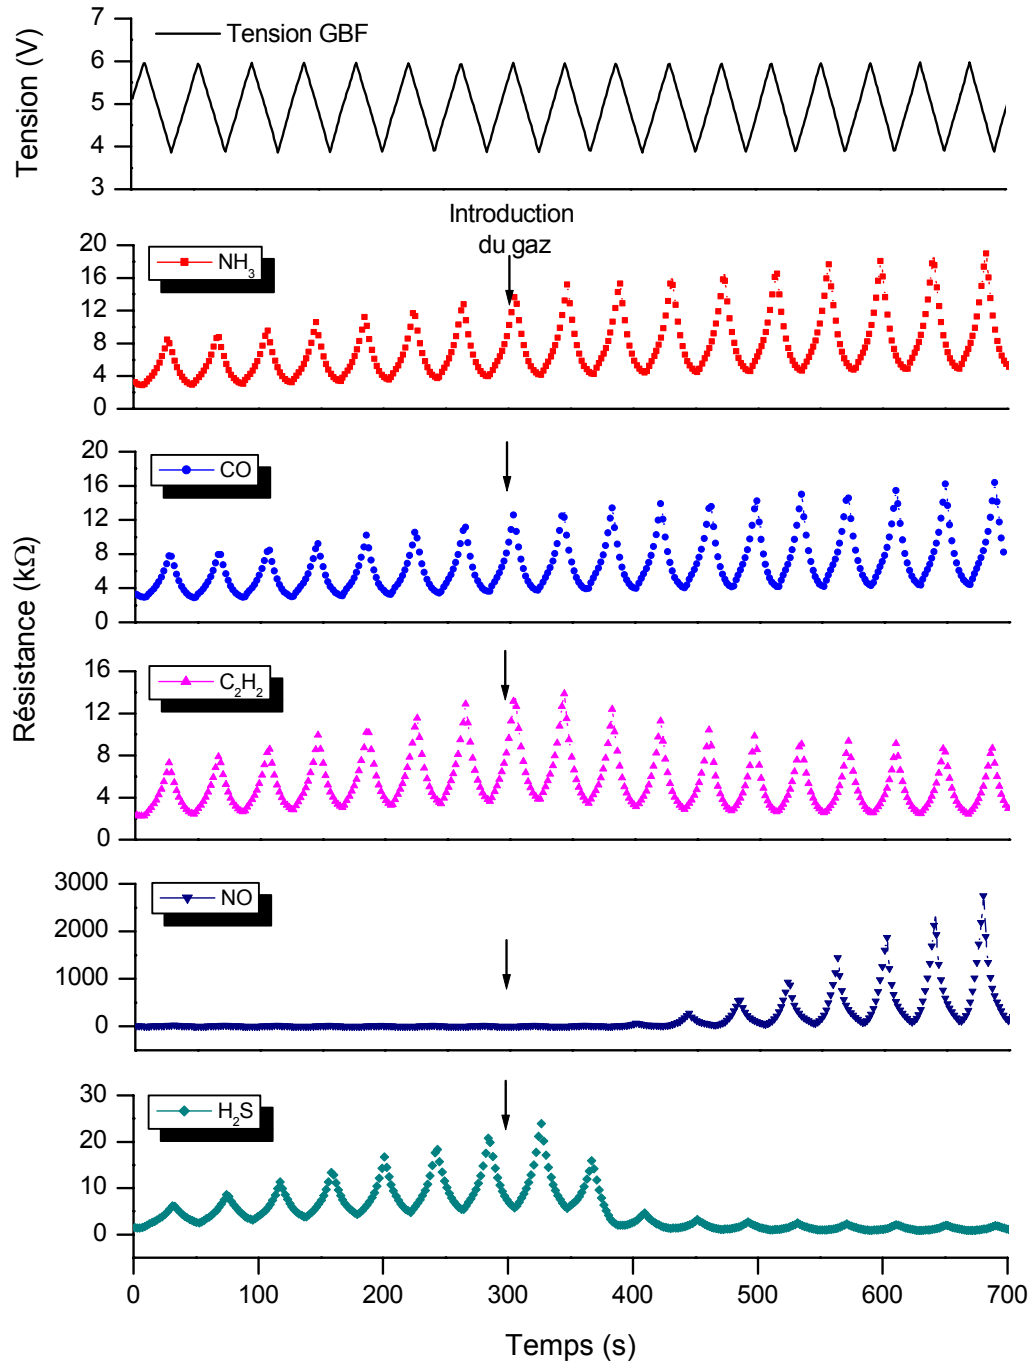 7
6
5
4
3
Tension (V)
Tension GBF
Introduction
du gaz
20
16
12
8
4
0
NH3
20
16
12
8
4
0
CO
Résistance (kΩ)
16
12
8
4
0
C2H2
3000
2000
1000
0
NO
30
20
10
0
H2S
0 100 200 300 400 500 600 700
Temps (s)